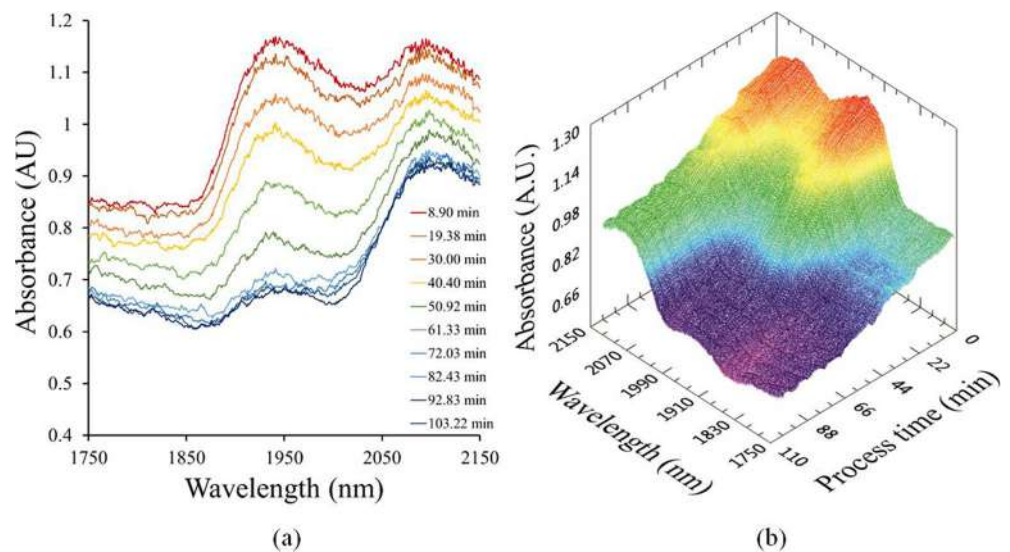 (a)
1.2
1.1
1
0.9
0.8
0.7
0.6
0.5
0.4
Absorbance (AU)
8.90 min
19.38 min
30.00 min
40.40 min
50.92 min
61.33 min
72.03 min
82.43 min
92.83 min
103.22 min
1750 1850 1950 2050 2150
Wavelength (nm)
(a)
(b)
1.30
1.14
0.98
0.82
0.66
Absorbance (A.U.)
2150 2070 1990 1910 1830 1750
Wavelength (nm)
110 88 66 44 22 0
Process time (min)
(b)